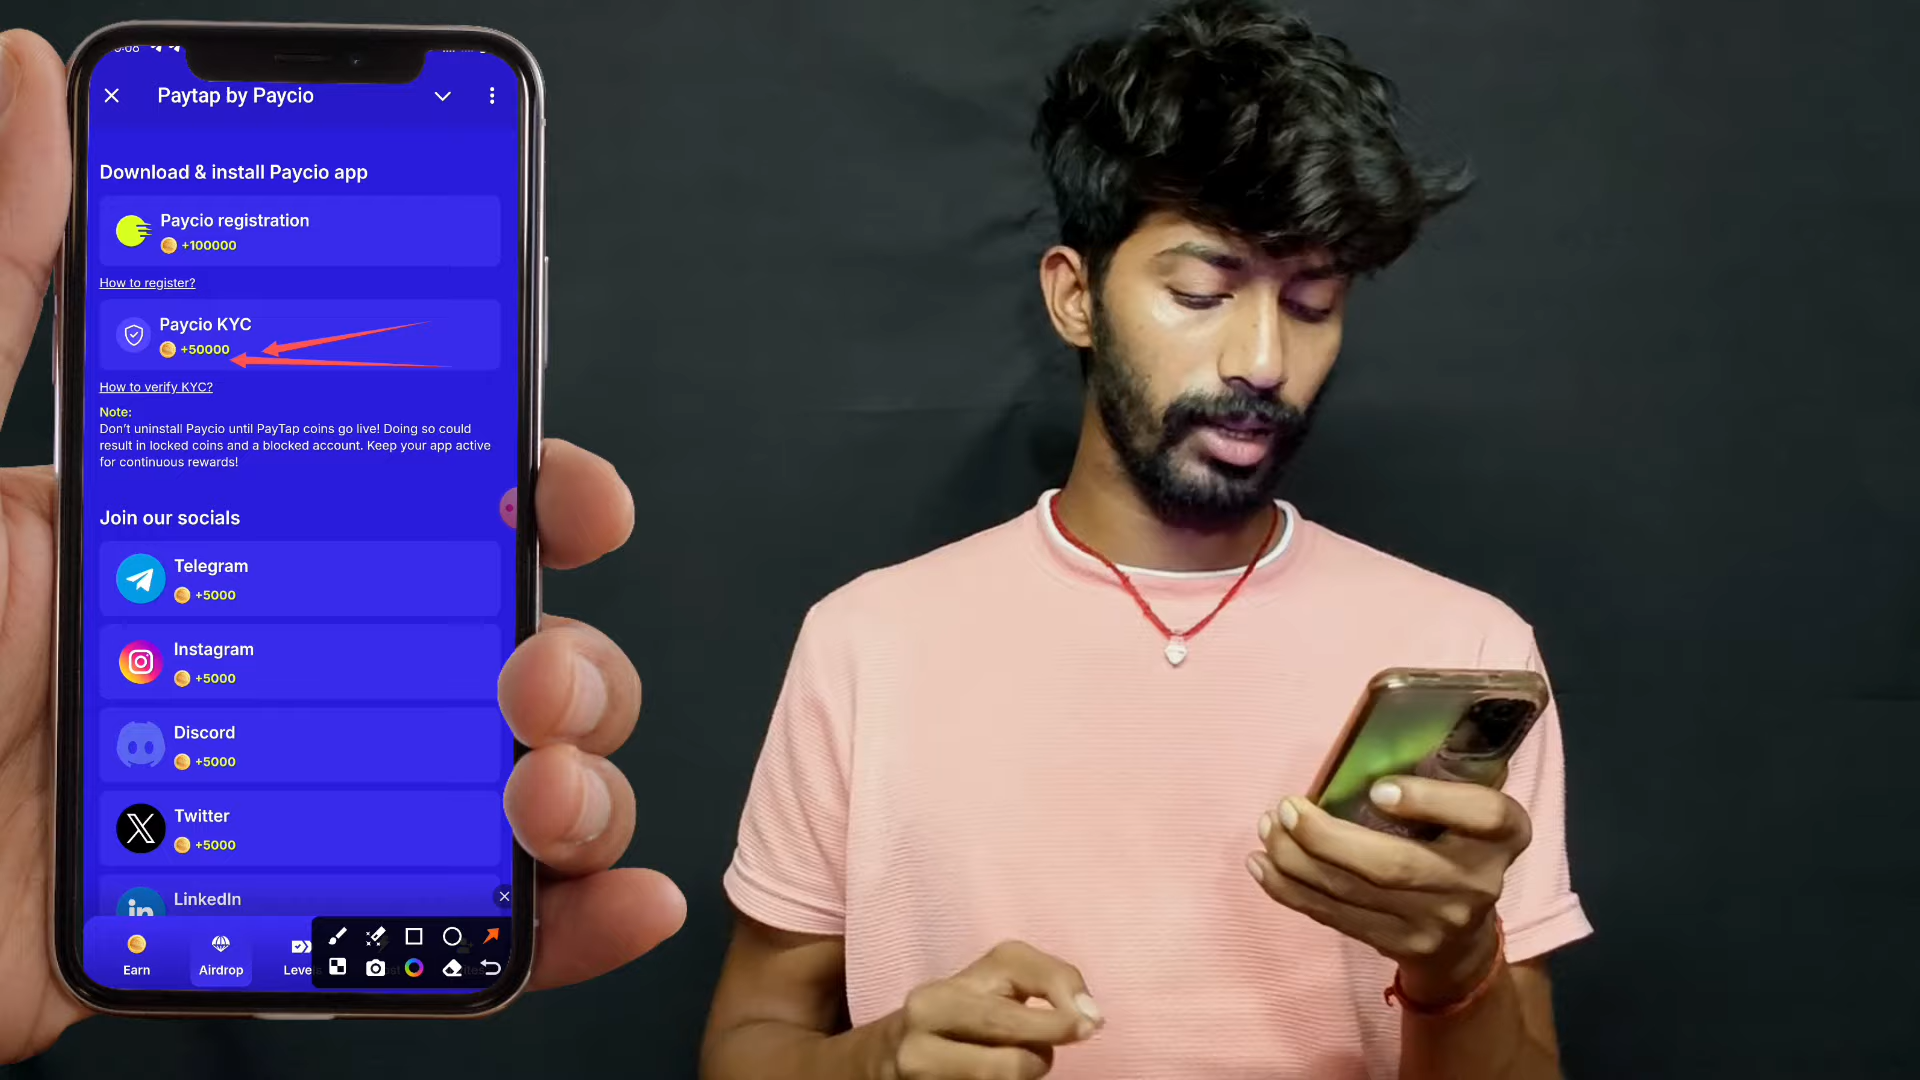 Paytap by Paycio
Download & install Paycio app
Paycio registration
+100000
How to register?
Paycio KYC
+50000
How to verify KYC?
Note:
Don't uninstall Paycio until PayTap coins go live! Doing so could
result in locked coins and a blocked account. Keep your app active
for continuous rewards!
Join our socials
Telegram
+5000
Instagram
+5000
Discord
+5000
Twitter
+5000
LinkedIn
Earn
Airdrop